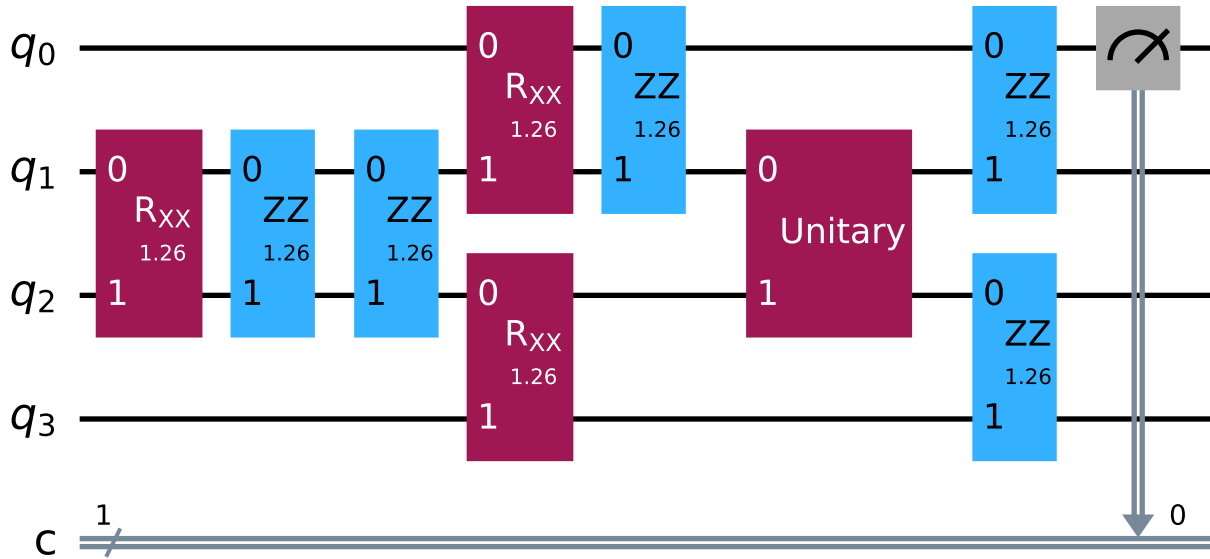 q0 0 0 0
RXX ZZ ZZ
1.26 1.26 1.26
q1 0 0 0 1 1 0 1
RXX ZZ ZZ Unitary
1.26 1.26 1.26
q2 1 1 1 0 1 0
RXX ZZ
1.26 1.26
q3 1 1
1 0
c